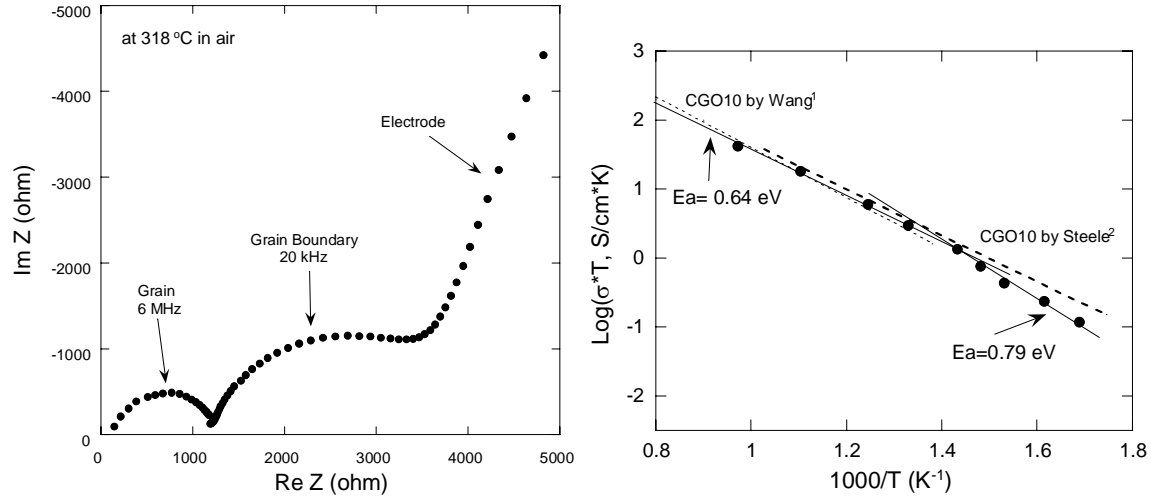 at 318 °C in air
-5000
-4000
-3000
-2000
-1000
0
Im Z (ohm)
Electrode
Grain Boundary
20 kHz
Grain
6 MHz
0 1000 2000 3000 4000 5000
Re Z (ohm)
3
2
1
0
-1
-2
Log(σ*T, S/cm*K)
CGO10 by Wang¹
Ea= 0.64 eV
CGO10 by Steele²
Ea=0.79 eV
0.8 1 1.2 1.4 1.6 1.8
1000/T (K⁻¹)